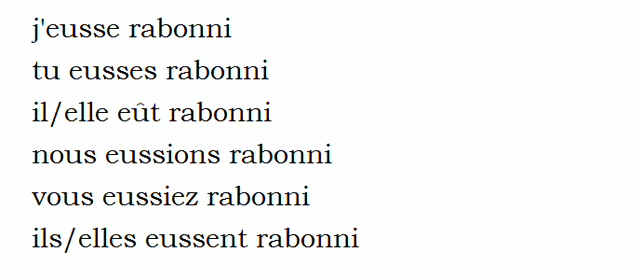 j'eusse rabonni
tu eusses rabonni
il/elle eût rabonni
nous eussions rabonni
vous eussiez rabonni
ils/elles eussent rabonni